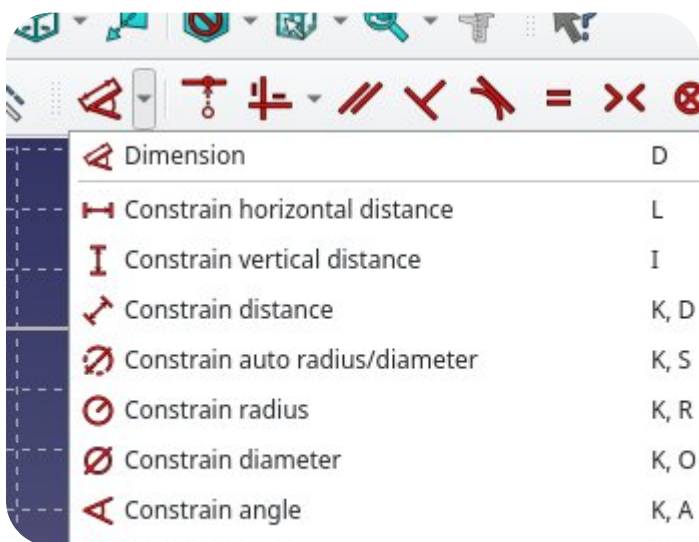 Dimension D
Constrain horizontal distance L
Constrain vertical distance I
Constrain distance K, D
Constrain auto radius/diameter K, S
Constrain radius K, R
Constrain diameter K, O
Constrain angle K, A